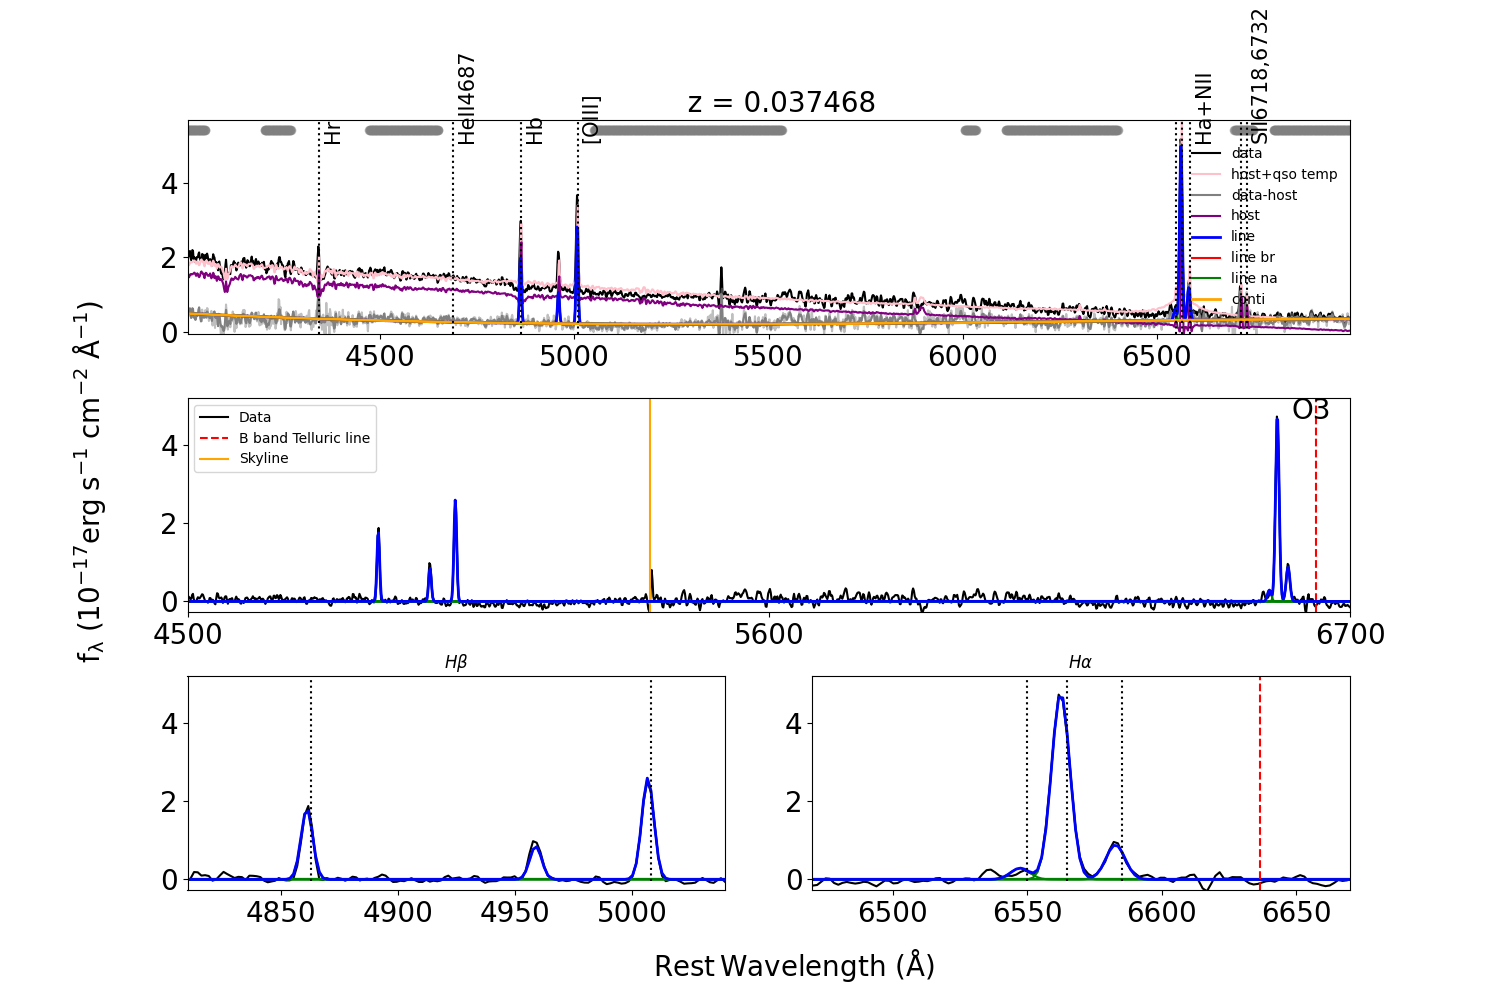 z = 0.037468
Hr
HeII4687
Hb
[OIII]
Ha+NII
SII6718,6732
data
host+qso temp
data-host
host
line
line br
line na
conti
4
2
0
4500
5000
5500
6000
6500
Data
B band Telluric line
Skyline
O3
4
2
0
4500
5600
6700
fλ (10−17erg s−1 cm−2 Å−1)
Hβ
4
2
0
4850
4900
4950
5000
Hα
4
2
0
6500
6550
6600
6650
Rest Wavelength (Å)